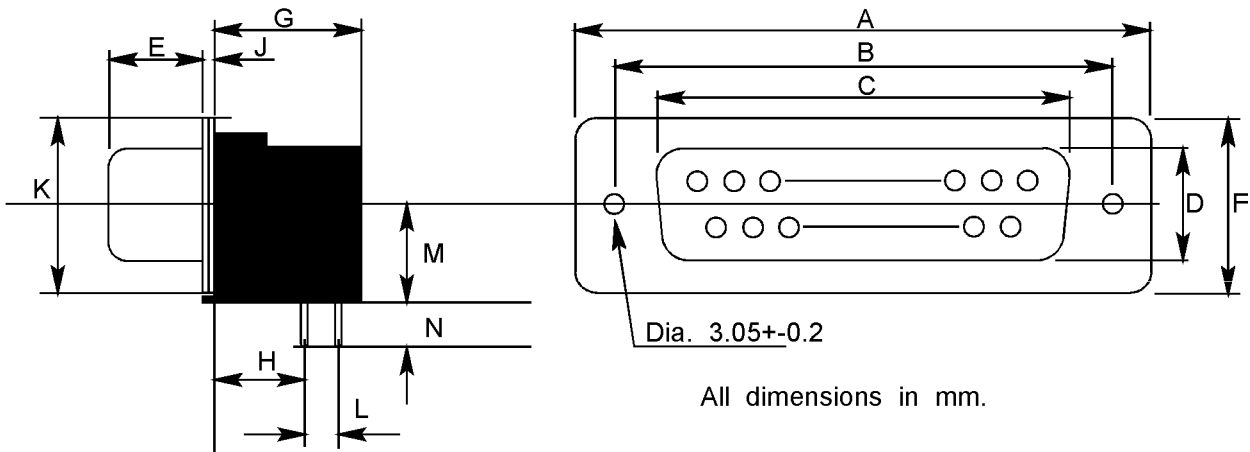 G
A
E
J
B
C
K
D
F
M
N
Dia. 3.05+-0.2
H
L
All dimensions in mm.